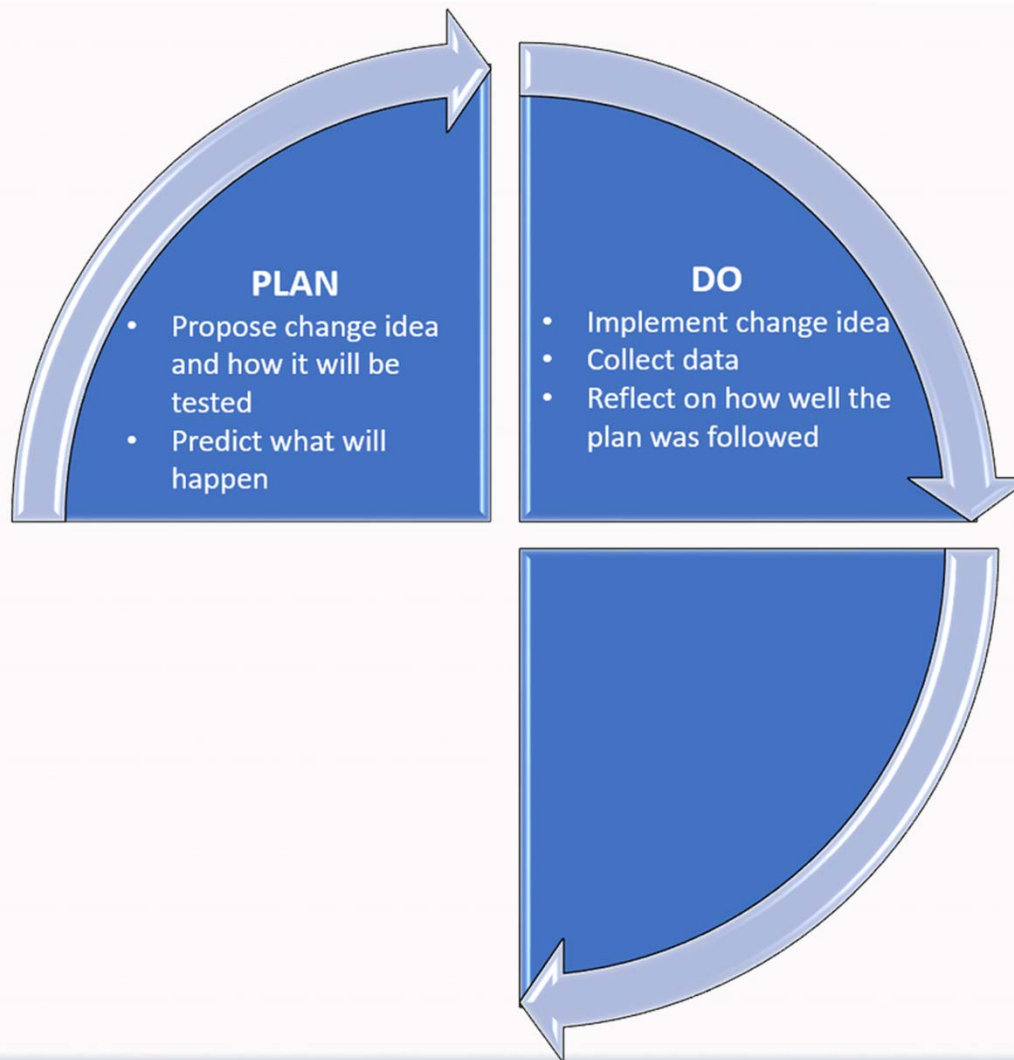 PLAN
• Propose change idea
and how it will be
tested
• Predict what will
happen
DO
• Implement change idea
• Collect data
• Reflect on how well the
plan was followed